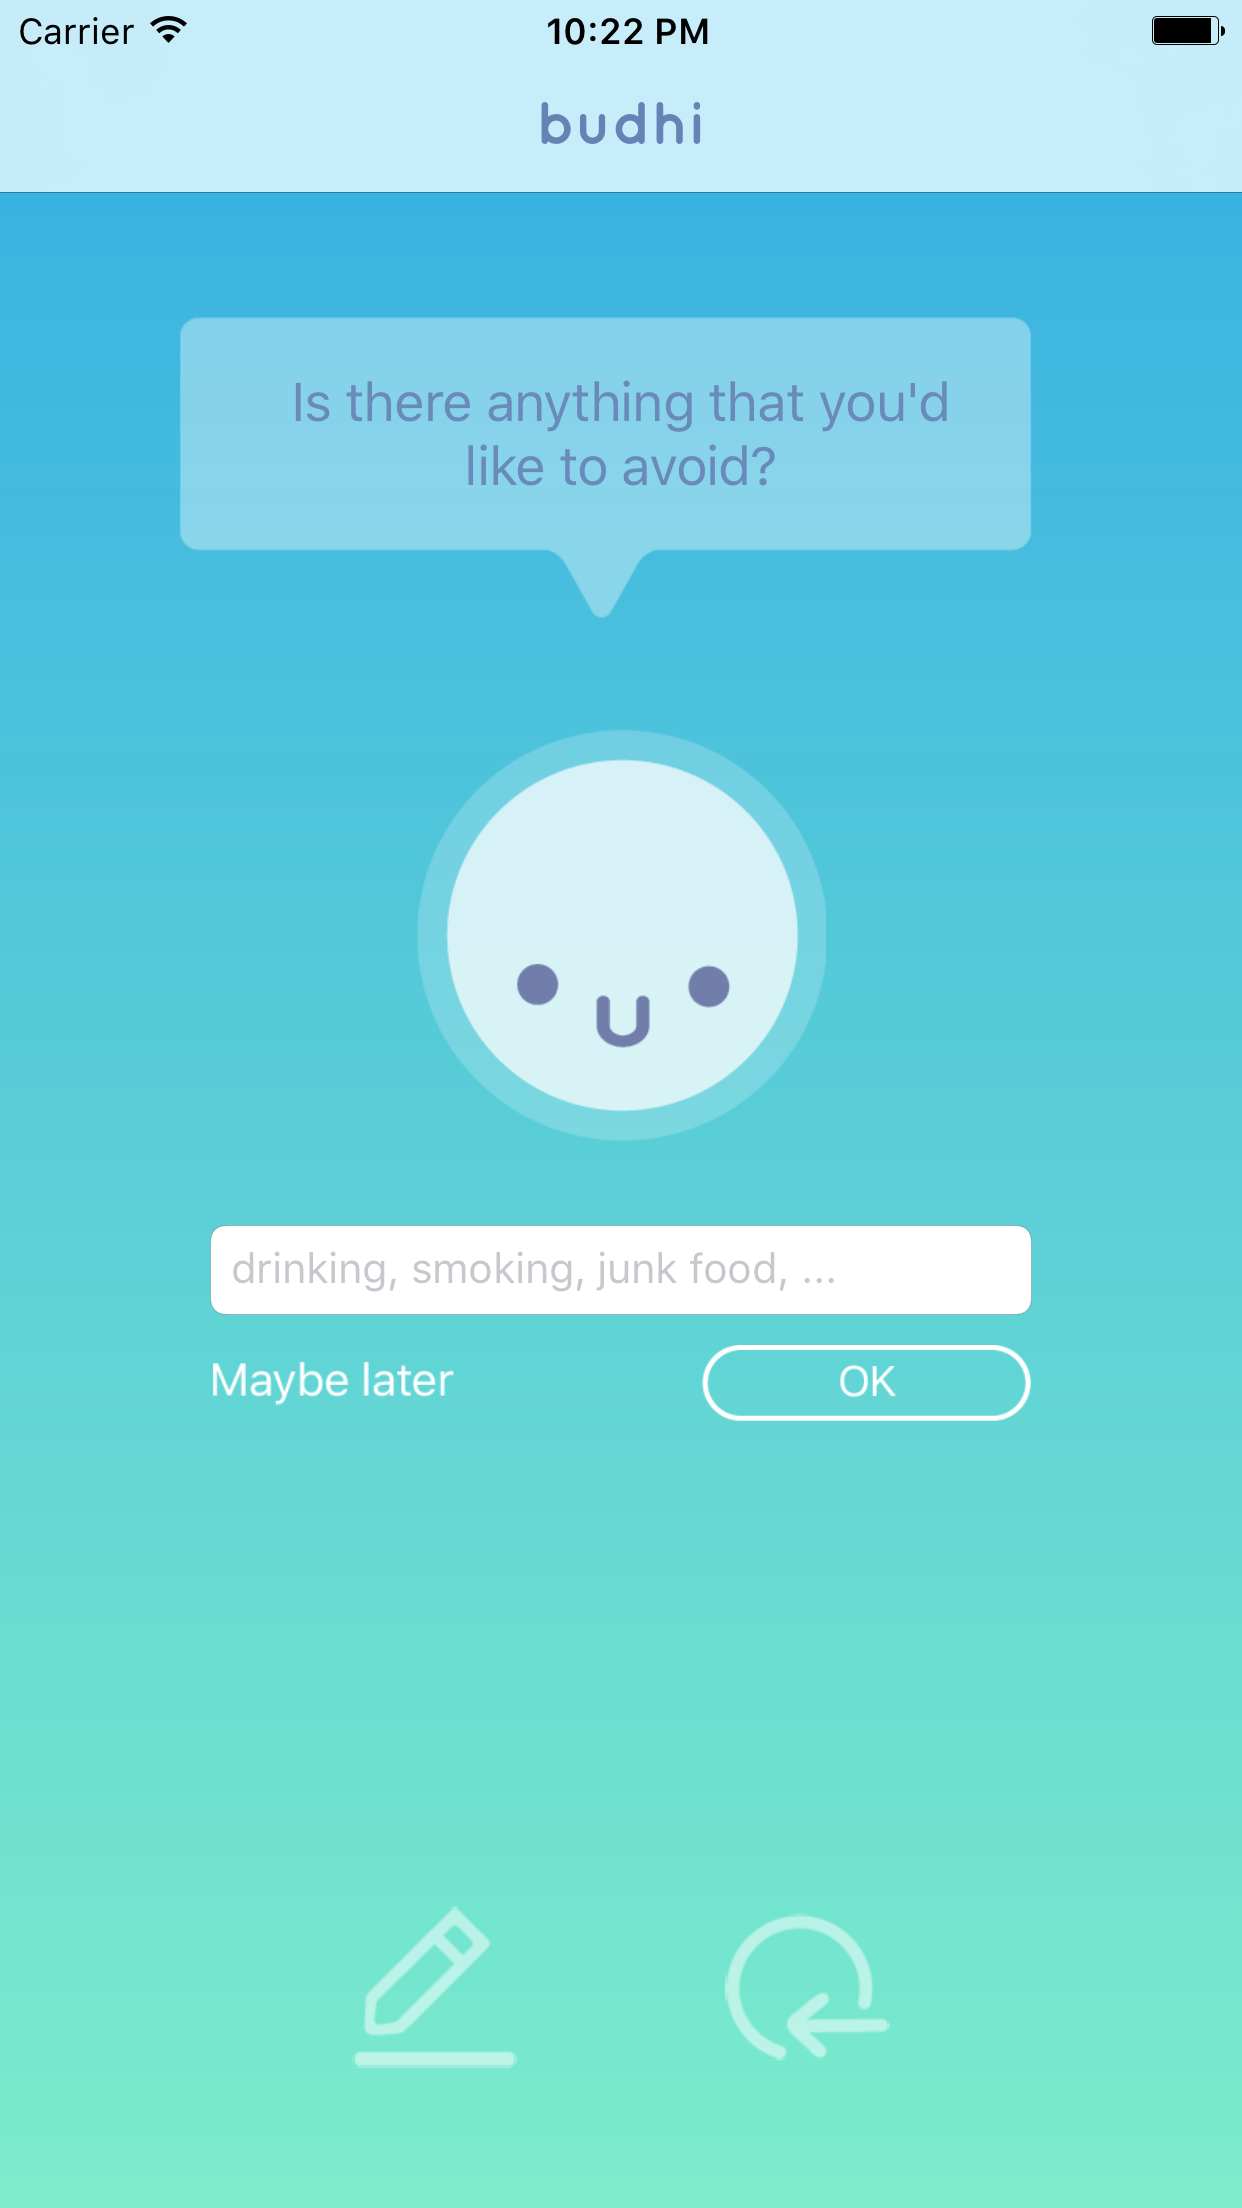 Carrier 10:22 PM
budhi
Is there anything that you'd
like to avoid?
drinking, smoking, junk food, ...
Maybe later OK